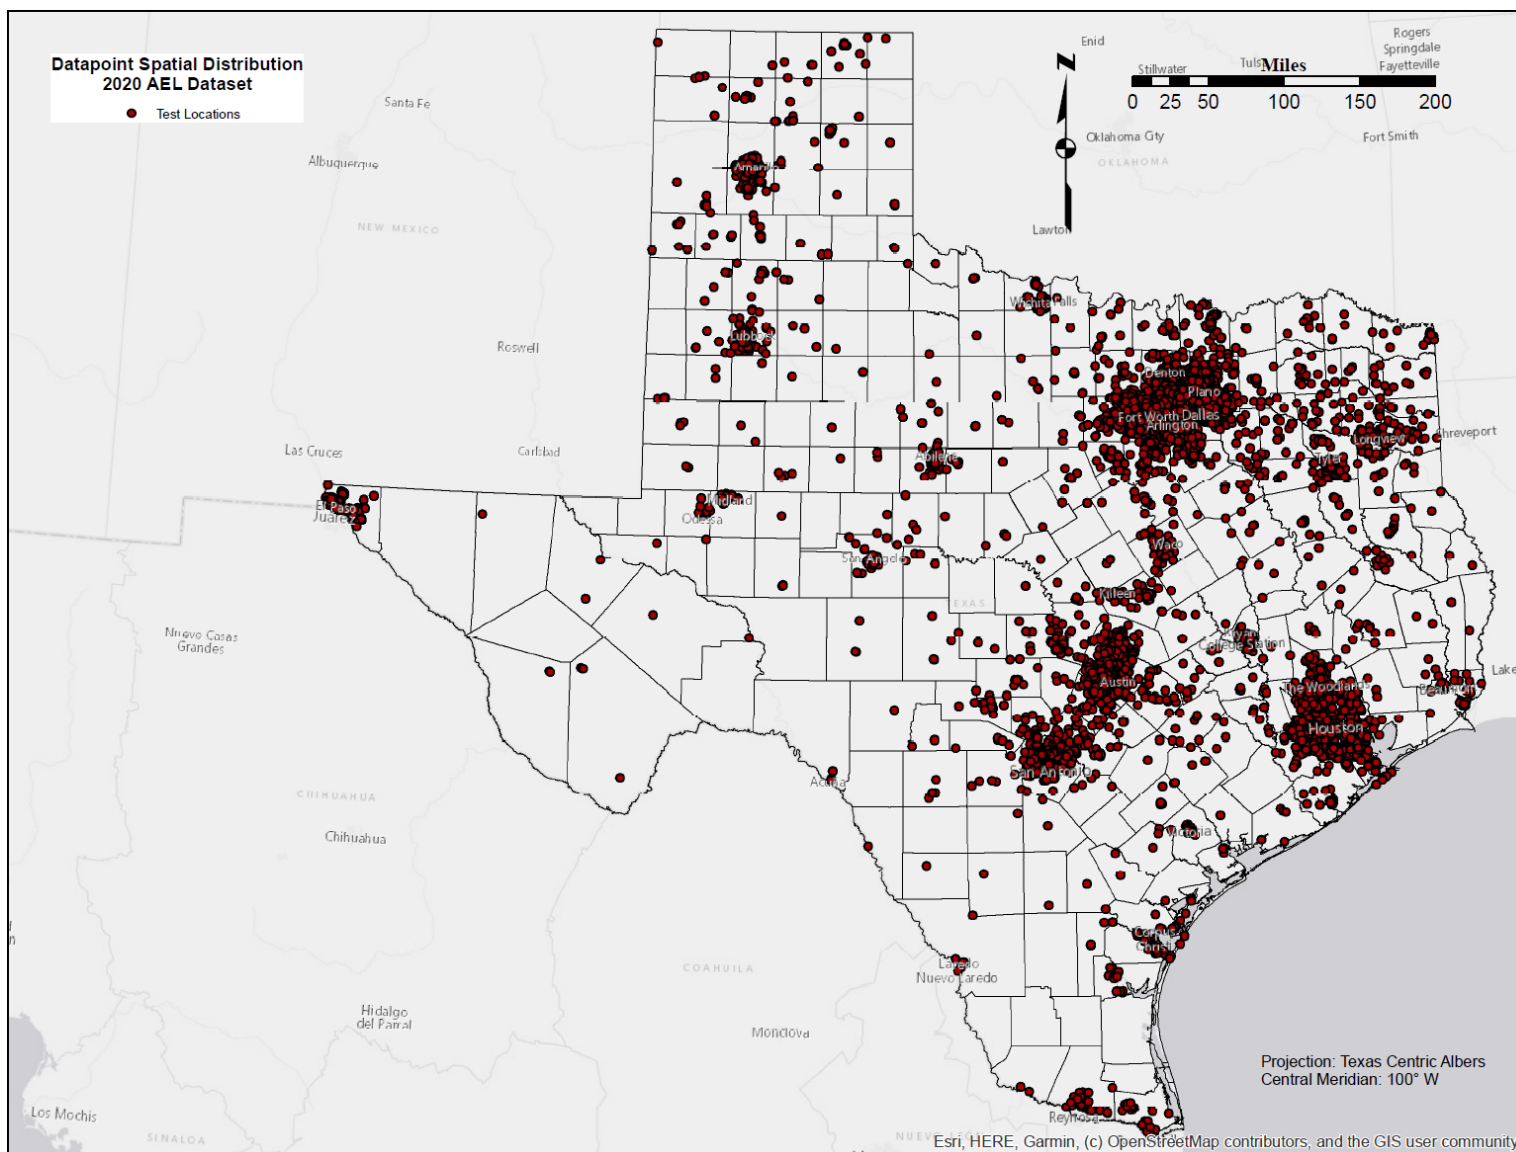 Datapoint Spatial Distribution
2020 AEL Dataset
Test Locations
Enid
Rogers
Springdale
Fayetteville
Stillwater
Miles
0 25 50 100 150 200
N
Santa Fe
Oklahoma City
Fort Smith
OKLAHOMA
Albuquerque
Amarillo
NEW MEXICO
Lawton
Wichita Falls
Lubbock
Roswell
Denton
Plano
Fort Worth Dallas
Arlington
Las Cruces
Carlsbad
Abilene
Longview
Shreveport
Tyler
El Paso
Juárez
Midland
Odessa
Waco
San Angelo
Killeen
EXAS
Nuevo Casas
Grandes
Bryan
College Station
Austin
The Woodlands
Beaumont
Lake
Houston
San Antonio
Acuña
CHIHUAHUA
Chihuahua
Victoria
Corpus
Christi
Laredo
Nuevo Laredo
COAHUILA
Hidalgo
del Parral
Monclova
Projection: Texas Centric Albers
Central Meridian: 100° W
Los Mochis
SINALOA
Reynosa
NUEVO LEÓN
Esri, HERE, Garmin, (c) OpenStreetMap contributors, and the GIS user community